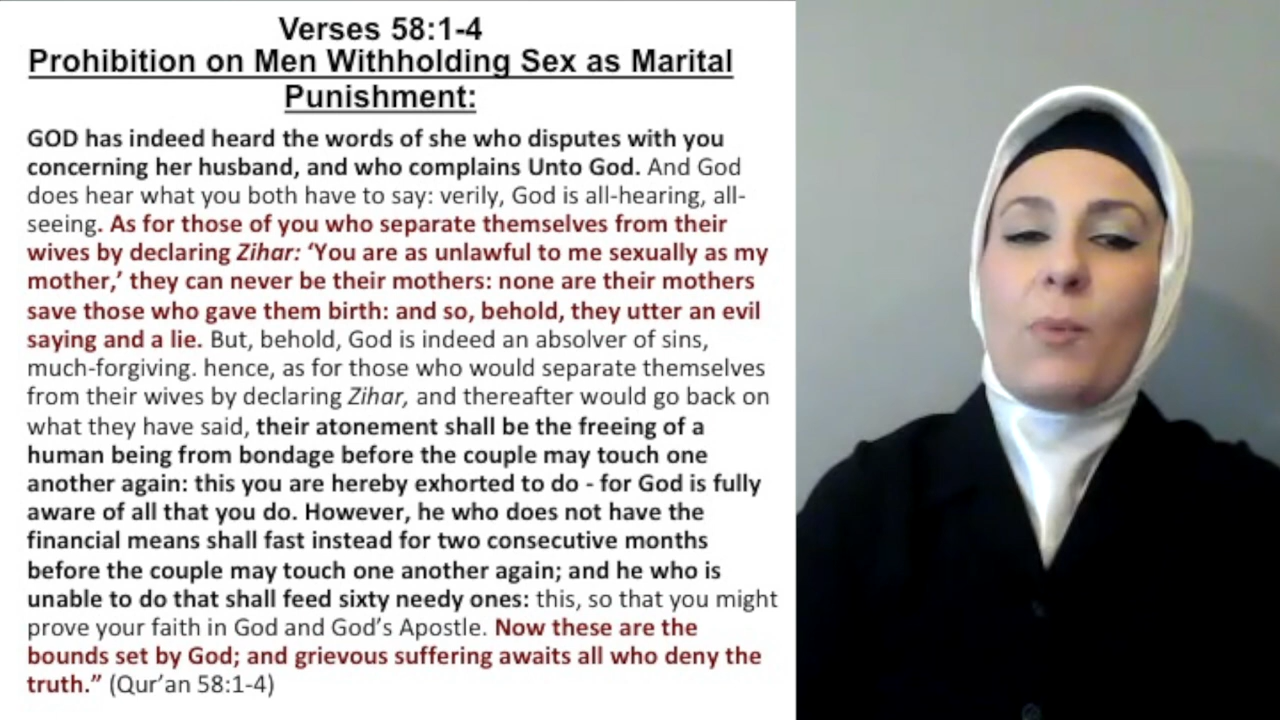 Verses 58:1-4
Prohibition on Men Withholding Sex as Marital
Punishment:
GOD has indeed heard the words of she who disputes with you
concerning her husband, and who complains Unto God. And God
does hear what you both have to say: verily, God is all-hearing, all-
seeing. As for those of you who separate themselves from their
wives by declaring Zihar: ‘You are as unlawful to me sexually as my
mother,’ they can never be their mothers: none are their mothers
save those who gave them birth: and so, behold, they utter an evil
saying and a lie. But, behold, God is indeed an absolver of sins,
much-forgiving. hence, as for those who would separate themselves
from their wives by declaring Zihar, and thereafter would go back on
what they have said, their atonement shall be the freeing of a
human being from bondage before the couple may touch one
another again: this you are hereby exhorted to do - for God is fully
aware of all that you do. However, he who does not have the
financial means shall fast instead for two consecutive months
before the couple may touch one another again; and he who is
unable to do that shall feed sixty needy ones: this, so that you might
prove your faith in God and God’s Apostle. Now these are the
bounds set by God; and grievous suffering awaits all who deny the
truth.” (Qur’an 58:1-4)